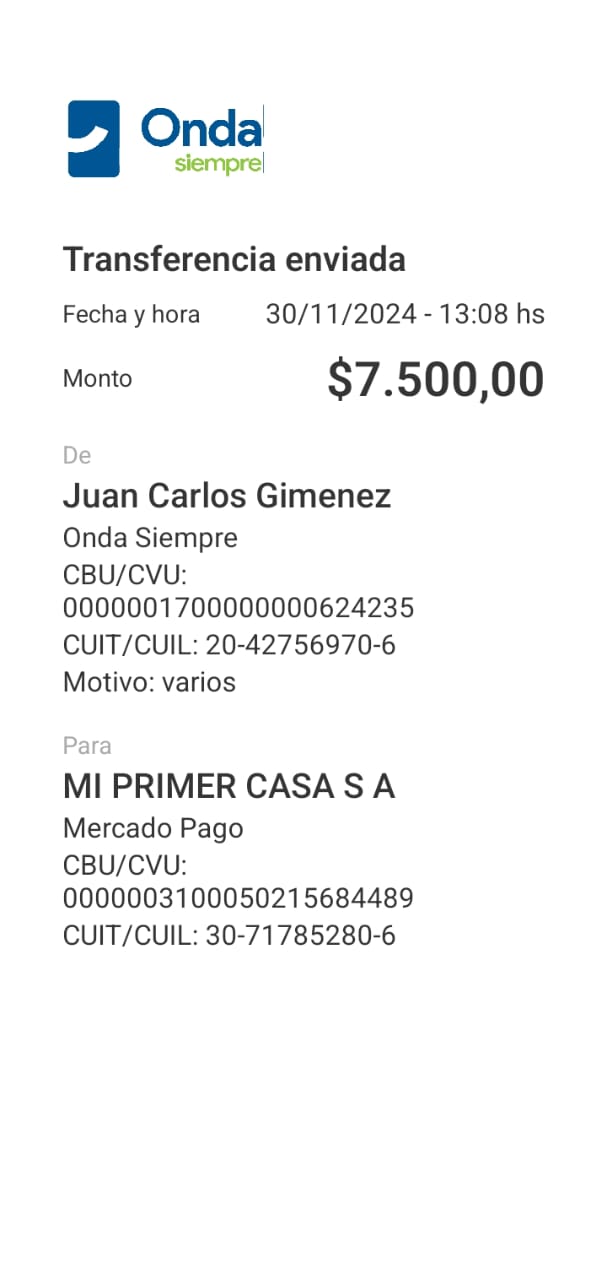 Onda
siempre
Transferencia enviada
Fecha y hora 30/11/2024 - 13:08 hs
Monto $7.500,00
De
Juan Carlos Gimenez
Onda Siempre
CBU/CVU:
0000001700000000624235
CUIT/CUIL: 20-42756970-6
Motivo: varios
Para
MI PRIMER CASA S A
Mercado Pago
CBU/CVU:
0000003100050215684489
CUIT/CUIL: 30-71785280-6